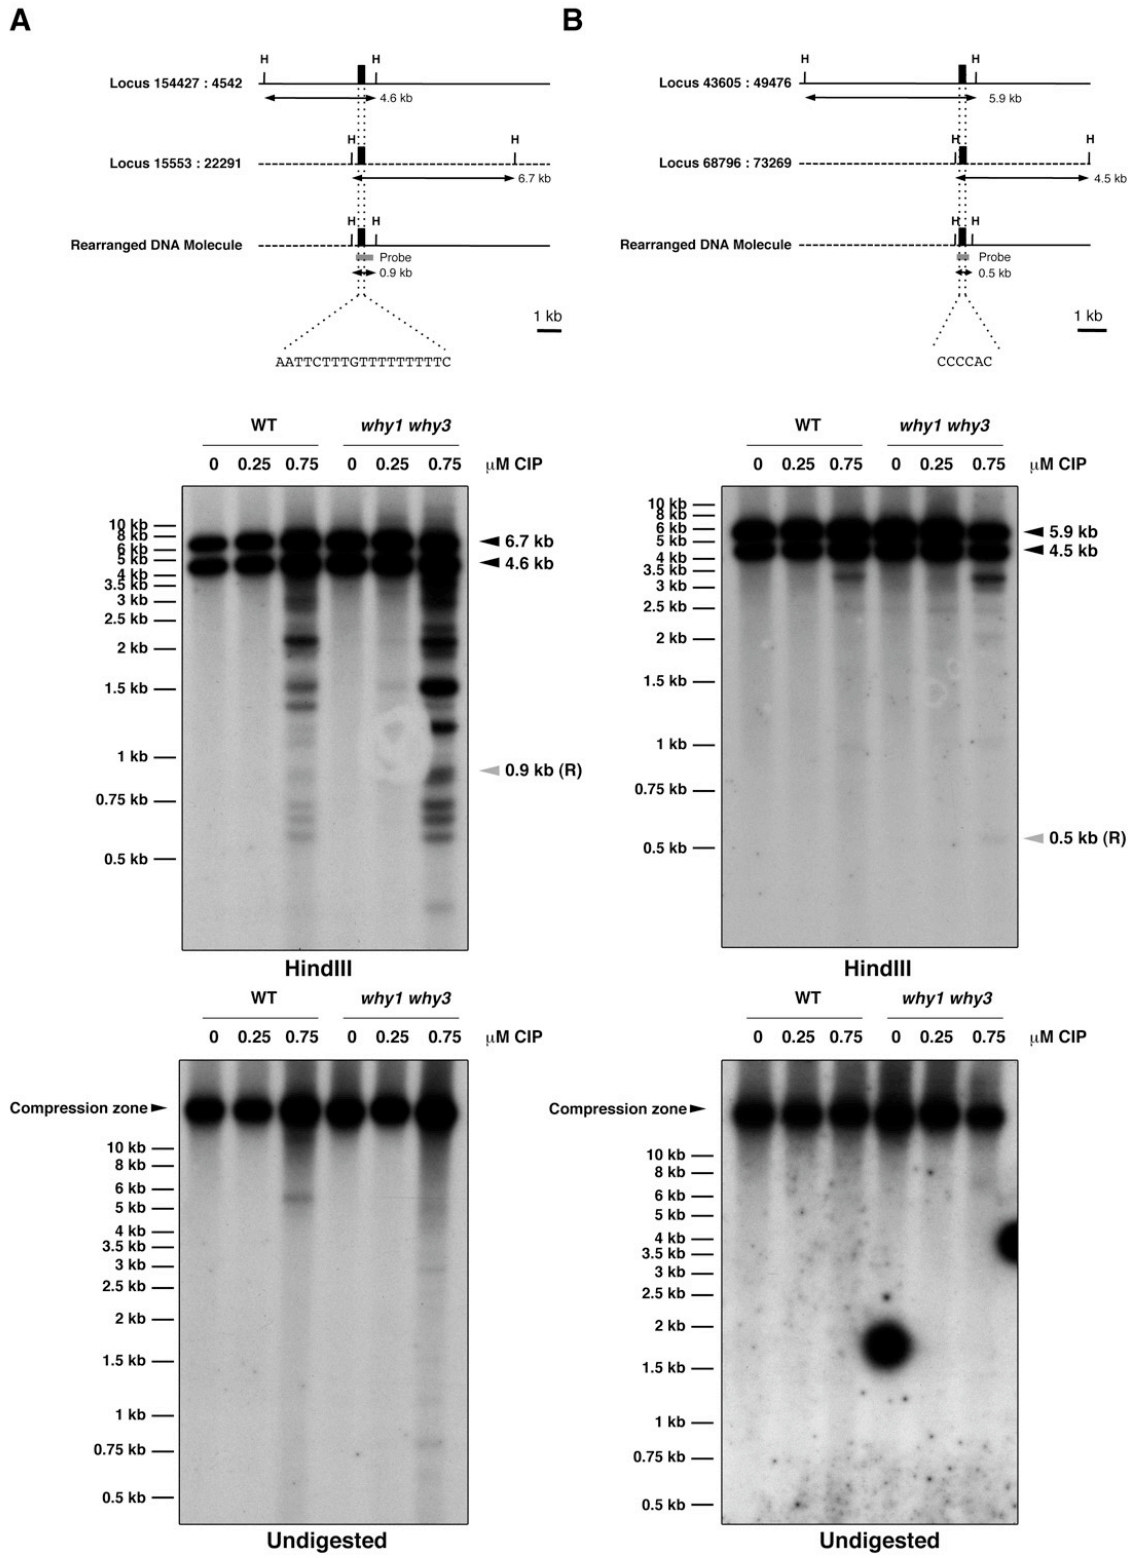 A
H
H
Locus 154427 : 4542
4.6 kb
H
H
Locus 15553 : 22291
6.7 kb
H
H
Rearranged DNA Molecule
Probe
0.9 kb
1 kb
AATTCTTTGTTTTTTTTTC
WT
why1 why3
0 0.25 0.75 0 0.25 0.75 μM CIP
10 kb
8 kb
6 kb
5 kb
4 kb
3.5 kb
3 kb
2.5 kb
2 kb
1.5 kb
1 kb
0.75 kb
0.5 kb
6.7 kb
4.6 kb
0.9 kb (R)
HindIII
WT
why1 why3
0 0.25 0.75 0 0.25 0.75 μM CIP
Compression zone
10 kb
8 kb
6 kb
5 kb
4 kb
3.5 kb
3 kb
2.5 kb
2 kb
1.5 kb
1 kb
0.75 kb
0.5 kb
Undigested
B
H
H
Locus 43605 : 49476
5.9 kb
H
H
Locus 68796 : 73269
4.5 kb
H
H
Rearranged DNA Molecule
Probe
0.5 kb
1 kb
CCCCAC
WT
why1 why3
0 0.25 0.75 0 0.25 0.75 μM CIP
10 kb
8 kb
6 kb
5 kb
4 kb
3.5 kb
3 kb
2.5 kb
2 kb
1.5 kb
1 kb
0.75 kb
0.5 kb
5.9 kb
4.5 kb
0.5 kb (R)
HindIII
WT
why1 why3
0 0.25 0.75 0 0.25 0.75 μM CIP
Compression zone
10 kb
8 kb
6 kb
5 kb
4 kb
3.5 kb
3 kb
2.5 kb
2 kb
1.5 kb
1 kb
0.75 kb
0.5 kb
Undigested